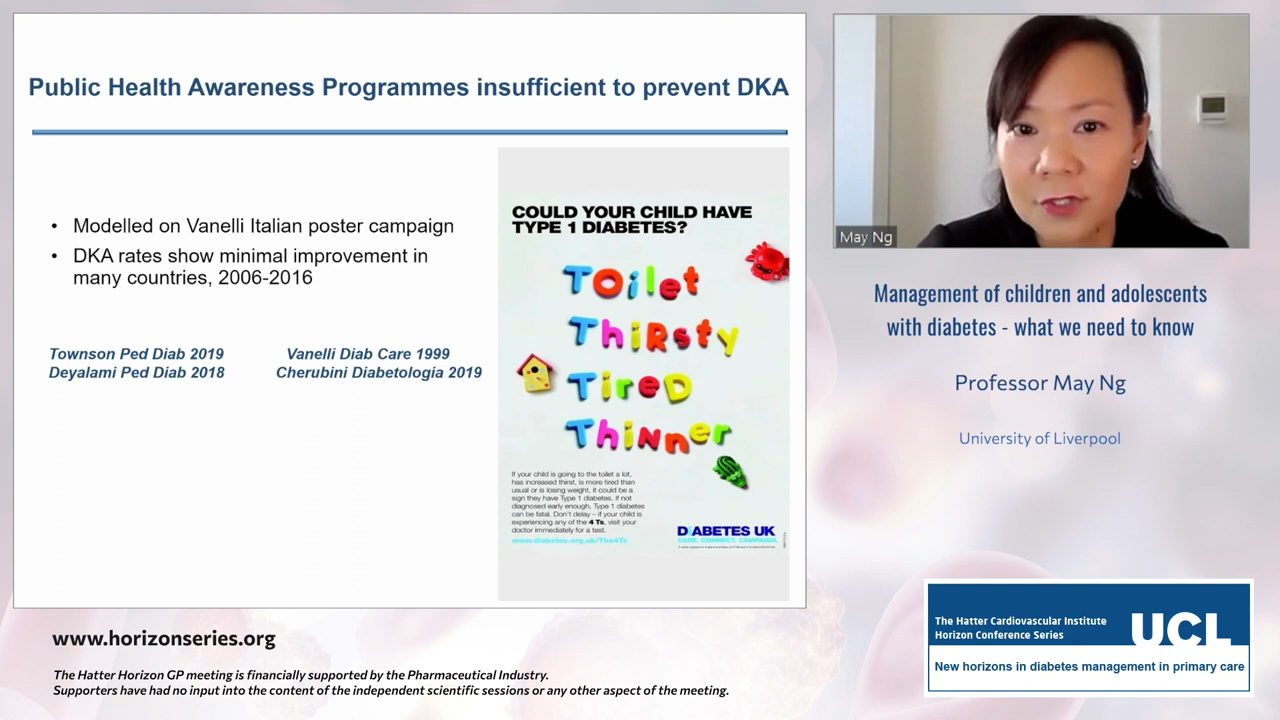 Public Health Awareness Programmes insufficient to prevent DKA
• Modelled on Vanelli Italian poster campaign
• DKA rates show minimal improvement in
many countries, 2006-2016
Townson Ped Diab 2019
Deyalami Ped Diab 2018
Vanelli Diab Care 1999
Cherubini Diabetologia 2019
COULD YOUR CHILD HAVE
TYPE 1 DIABETES?
Toilet
ThiRsty
TireD
ThiNner
If your child is going to the toilet a lot,
has increased thirst, is more tired than
usual or is losing weight, it could be a
sign they have Type 1 diabetes. If not
diagnosed early enough, Type 1 diabetes
can be fatal. Don't delay – if your child is
experiencing any of the 4 Ts, visit your
doctor immediately for a test.
www.diabetes.org.uk/The4Ts
DIABETES UK
CARE. CONNECT. CAMPAIGN.
May Ng
Management of children and adolescents
with diabetes - what we need to know
Professor May Ng
University of Liverpool
www.horizonseries.org
The Hatter Horizon GP meeting is financially supported by the Pharmaceutical Industry.
Supporters have had no input into the content of the independent scientific sessions or any other aspect of the meeting.
The Hatter Cardiovascular Institute
Horizon Conference Series
UCL
New horizons in diabetes management in primary care